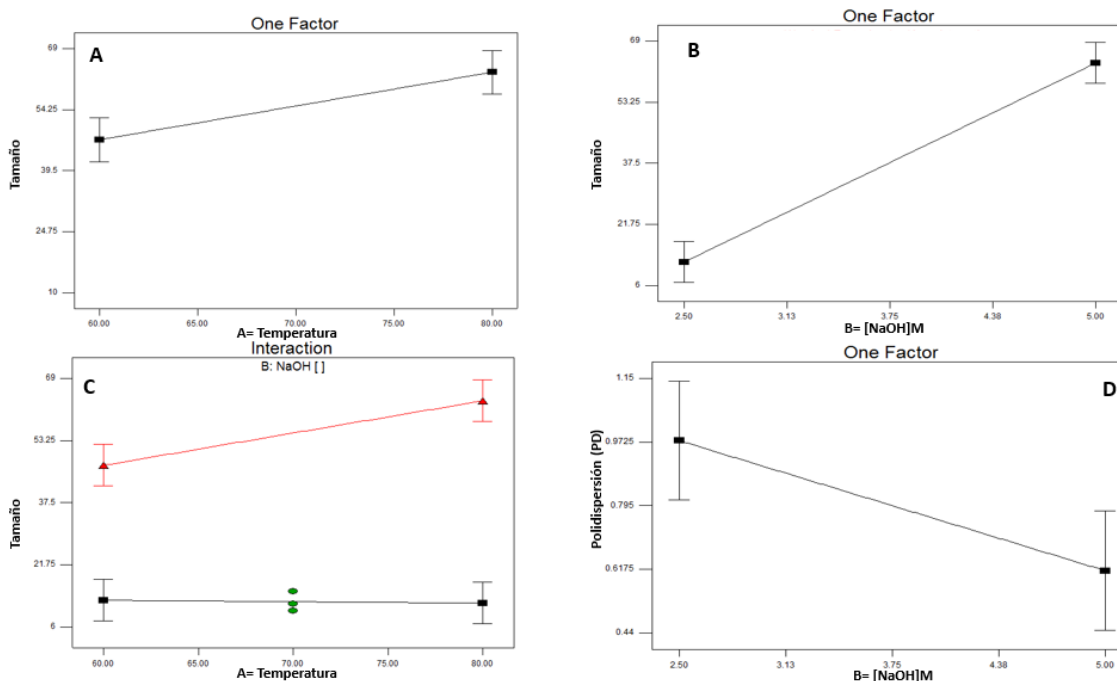 One Factor
A
69
54.25
39.5
24.75
10
Tamaño
60.00 65.00 70.00 75.00 80.00
A= Temperatura
One Factor
B
69
53.25
37.5
21.75
6
Tamaño
2.50 3.13 3.75 4.38 5.00
B= [NaOH]M
Interaction
B: NaOH [ ]
C
69
53.25
37.5
21.75
6
Tamaño
60.00 65.00 70.00 75.00 80.00
A= Temperatura
One Factor
D
1.15
0.9725
0.795
0.6175
0.44
Polidispersión (PD)
2.50 3.13 3.75 4.38 5.00
B= [NaOH]M